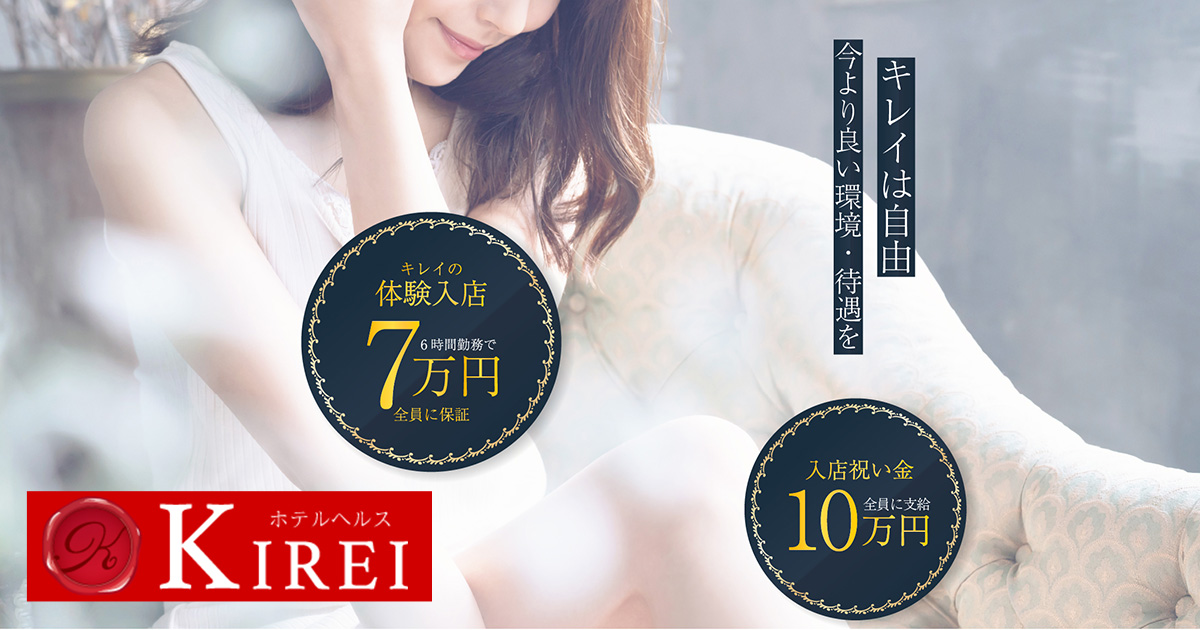 キレイは自由
今より良い環境・待遇を
キレイの
体験入店
6時間勤務で
7万円
全員に保証
入店祝い金
全員に支給
10万円
K
ホテルヘルス
KIREI